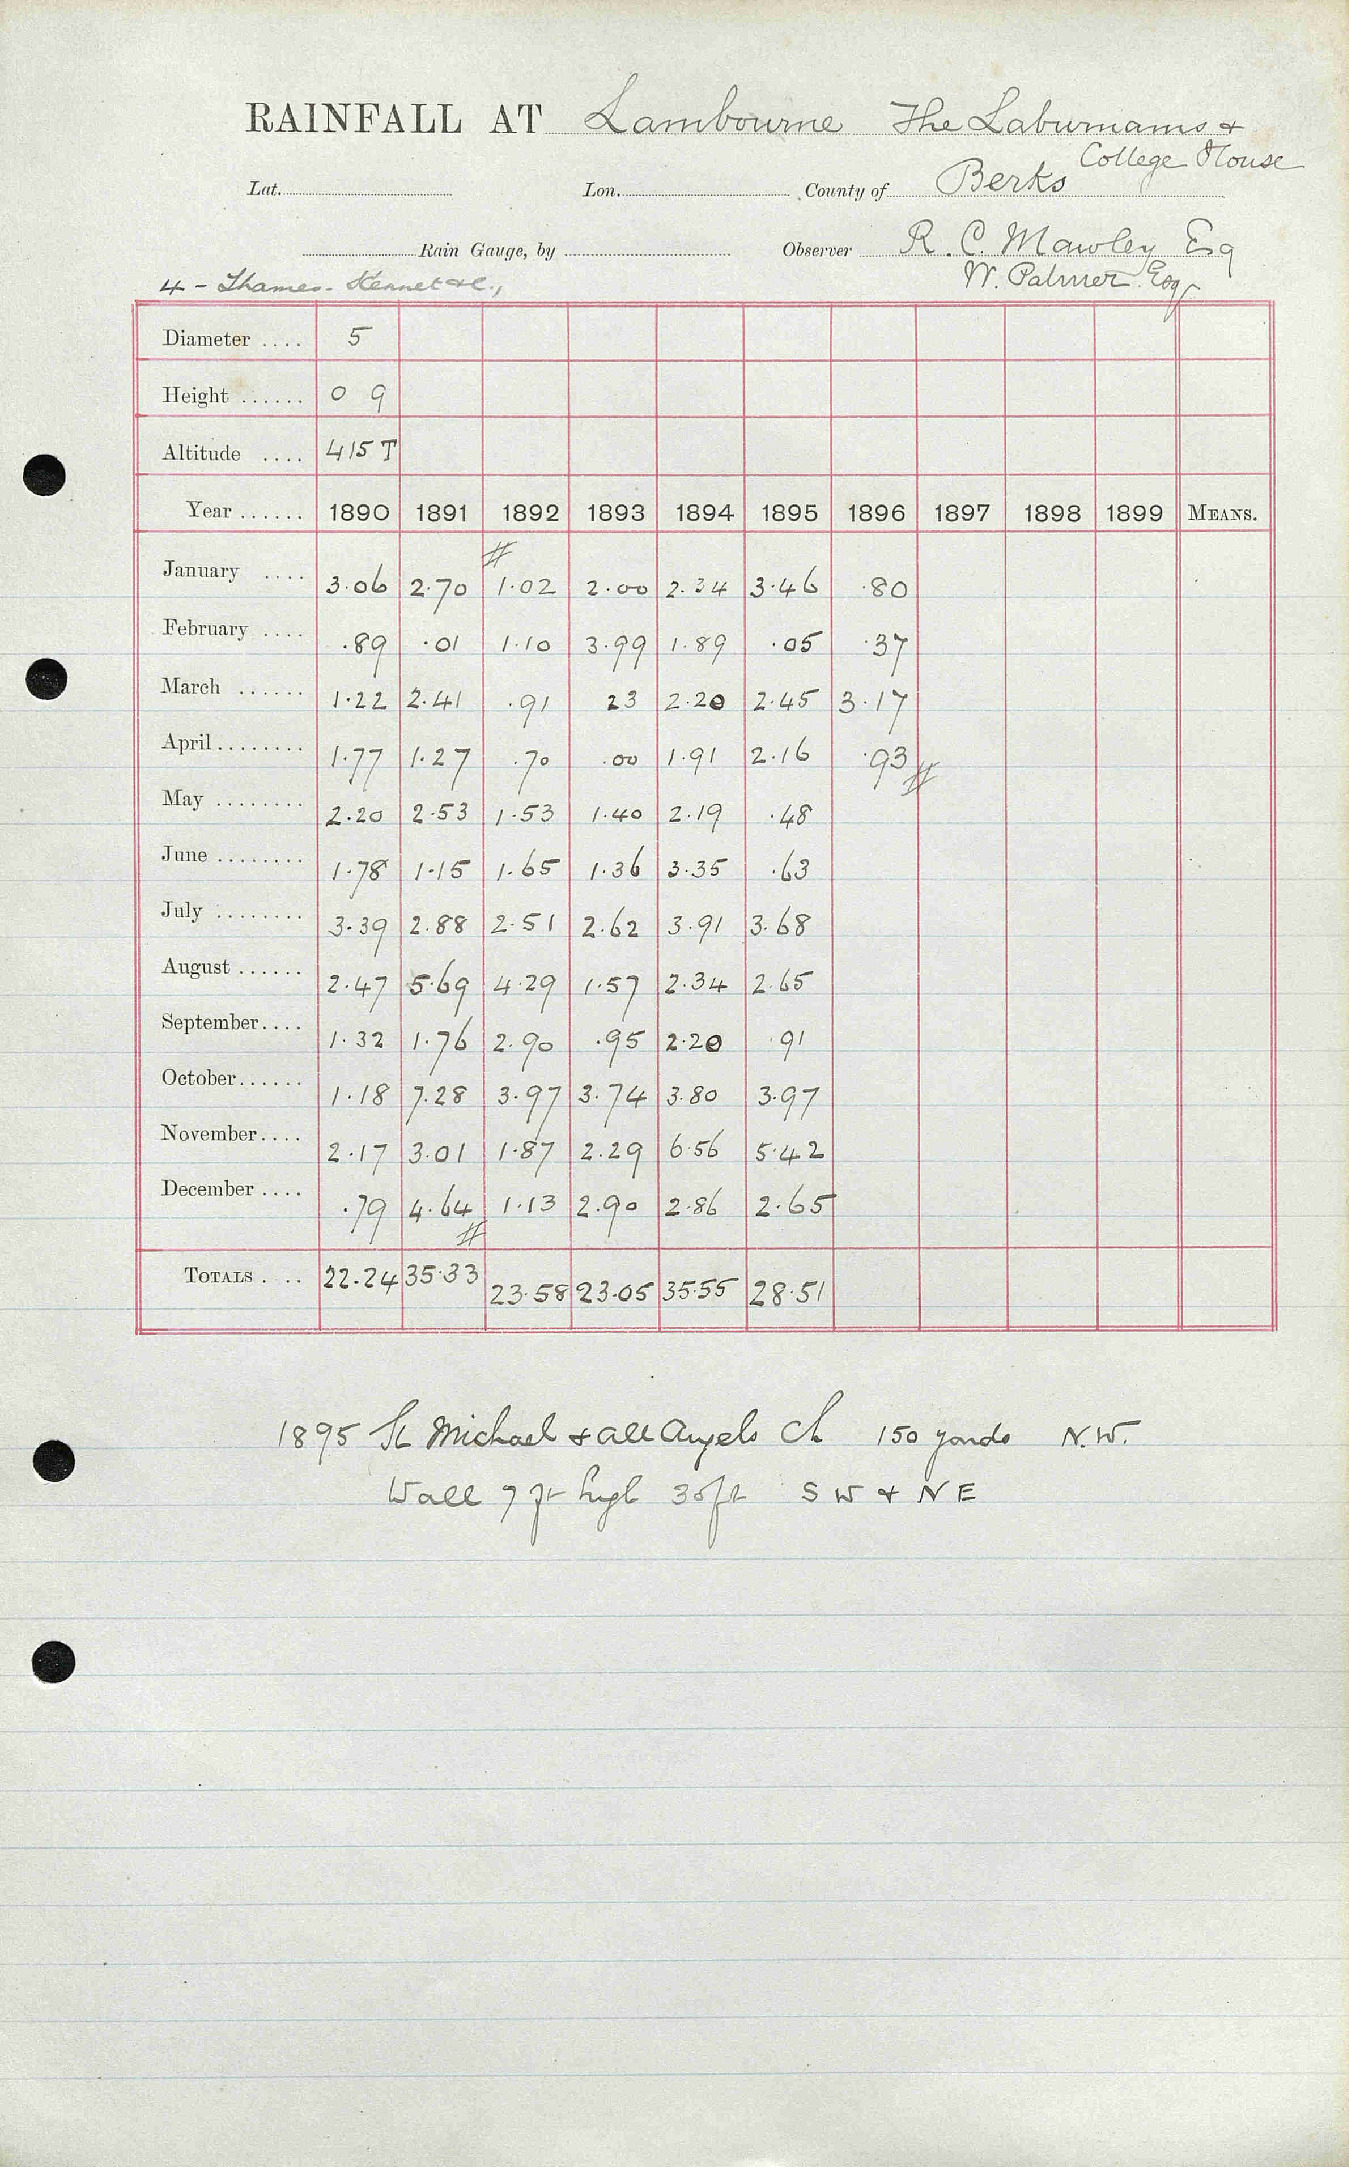 RAINFALL AT Lambourne The Laburnams &
College House
Lat. Lon. County of Berks
Rain Gauge, by Observer R. C. Mawley Esq
4 - Thames. Kennet &c., W. Palmer Esq
Diameter .... 5
Height ...... 0 9
Altitude .... 415 T
Year ...... 1890 1891 1892 1893 1894 1895 1896 1897 1898 1899 MEANS.
January .... 3.06 2.70 # 1.02 2.00 2.34 3.46 .80
February .... .89 .01 1.10 3.99 1.89 .05 .37
March ...... 1.22 2.41 .91 23 2.20 2.45 3.17
April ........ 1.77 1.27 .70 .00 1.91 2.16 .93 #
May ........ 2.20 2.53 1.53 1.40 2.19 .48
June ........ 1.78 1.15 1.65 1.36 3.35 .63
July ........ 3.39 2.88 2.51 2.62 3.91 3.68
August ...... 2.47 5.69 4.29 1.57 2.34 2.65
September.... 1.32 1.76 2.90 .95 2.20 .91
October...... 1.18 7.28 3.97 3.74 3.80 3.97
November.... 2.17 3.01 1.87 2.29 6.56 5.42
December .... .79 4.64 # 1.13 2.90 2.86 2.65
TOTALS . .. 22.24 35.33 23.58 23.05 35.55 28.51
1895 St Michael & all Angels Ch 150 yards N.W.
Wall 7 ft high 30ft SW & NE